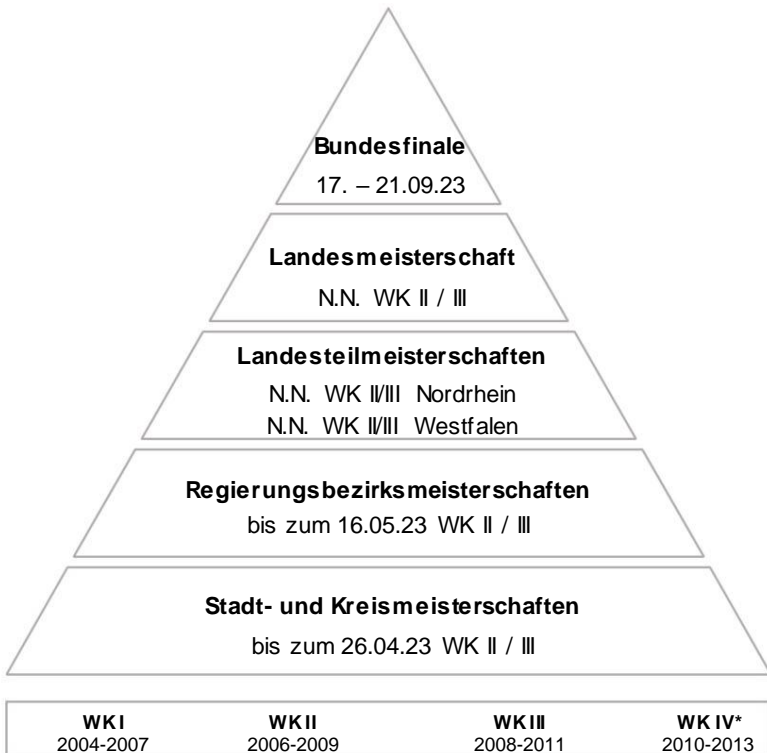 Bundesfinale
17. – 21.09.23
Landesmeisterschaft
N.N. WK II / III
Landesteilmeisterschaften
N.N. WK II/III Nordrhein
N.N. WK II/III Westfalen
Regierungsbezirksmeisterschaften
bis zum 16.05.23 WK II / III
Stadt- und Kreismeisterschaften
bis zum 26.04.23 WK II / III
WK I WK II WK III WK IV*
2004-2007 2006-2009 2008-2011 2010-2013